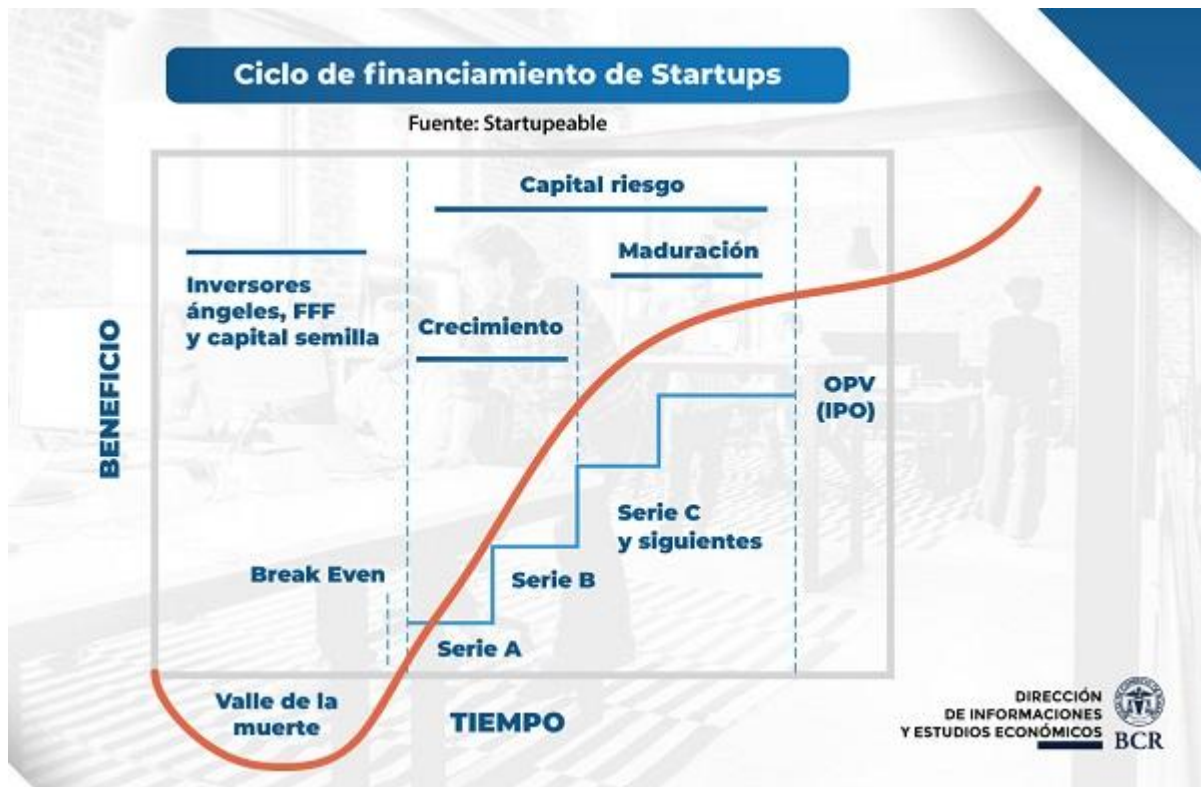 Ciclo de financiamiento de Startups
Fuente: Startupeable
Capital riesgo
Maduración
Inversores
ángeles, FFF
y capital semilla
Crecimiento
BENEFICIO
OPV
(IPO)
Serie C
y siguientes
Break Even
Serie B
Serie A
Valle de la
muerte
TIEMPO
DIRECCIÓN
DE INFORMACIONES
Y ESTUDIOS ECONÓMICOS
BCR